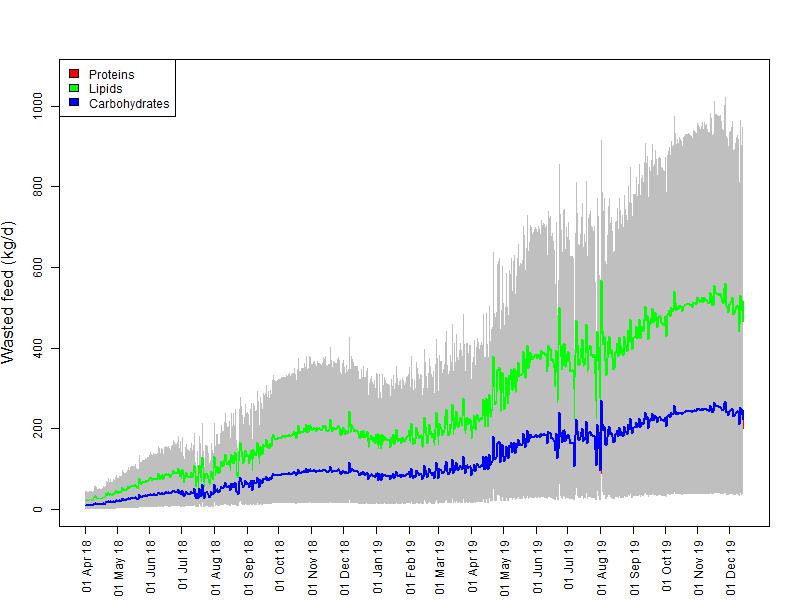 Proteins
Lipids
Carbohydrates
Wasted feed (kg/d)
1000
800
600
400
200
0
01 Apr 18
01 May 18
01 Jun 18
01 Jul 18
01 Aug 18
01 Sep 18
01 Oct 18
01 Nov 18
01 Dec 18
01 Jan 19
01 Feb 19
01 Mar 19
01 Apr 19
01 May 19
01 Jun 19
01 Jul 19
01 Aug 19
01 Sep 19
01 Oct 19
01 Nov 19
01 Dec 19